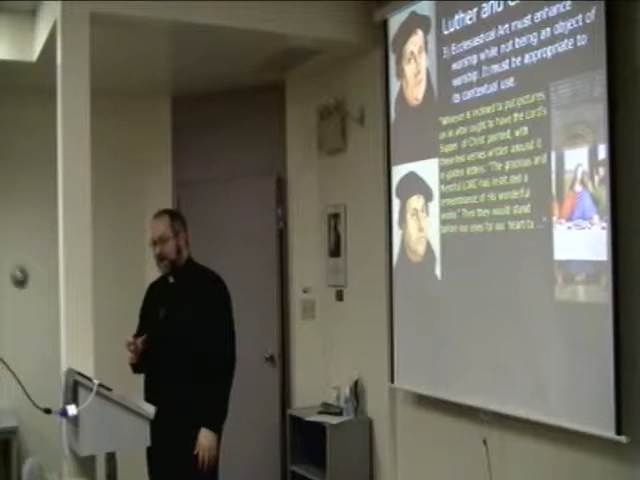 Luther and
3) Ecclesiastical Art must enhance
worship while not being an object of
worship. It must be appropriate to
its contextual use.
"Whoever is inclined to put pictures
on an altar ought to have the Lord's
Supper of Christ painted, with
these two verses written around it
in golden letters: "The gracious and
merciful LORD has instituted a
remembrance of His wonderful
works." Then they would stand
before our eyes for our heart to...